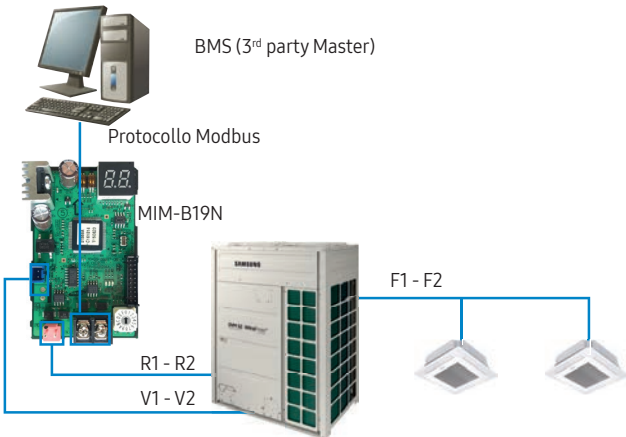 BMS (3rd party Master)
Protocollo Modbus
MIM-B19N
SAMSUNG
F1 - F2
R1 - R2
V1 - V2